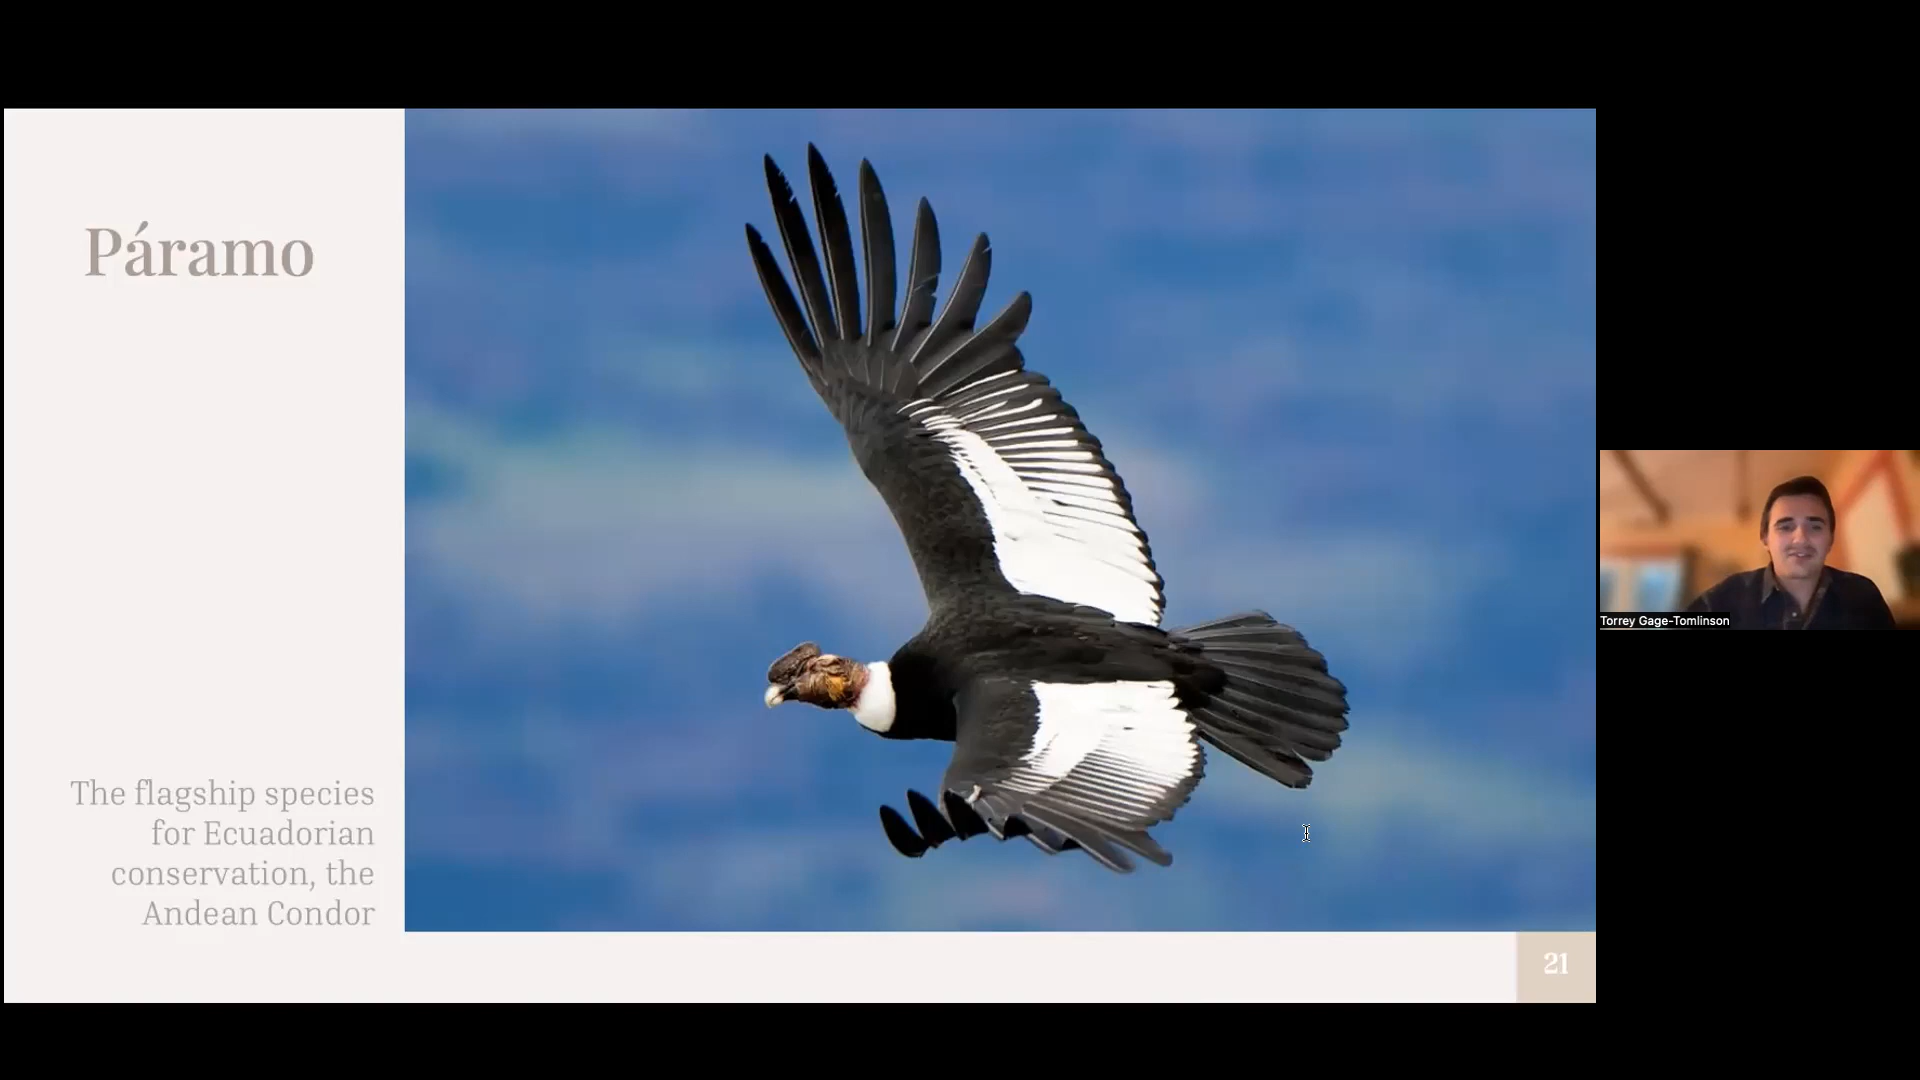 Páramo
The flagship species
for Ecuadorian
conservation, the
Andean Condor
21
Torrey Gage-Tomlinson